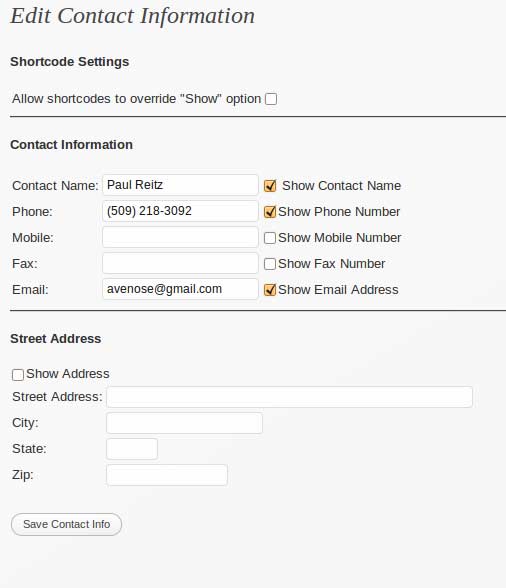 Edit Contact Information
Shortcode Settings
Allow shortcodes to override "Show" option
Contact Information
Contact Name: Paul Reitz Show Contact Name
Phone: (509) 218-3092 Show Phone Number
Mobile: Show Mobile Number
Fax: Show Fax Number
Email: avenose@gmail.com Show Email Address
Street Address
Show Address
Street Address:
City:
State:
Zip:
Save Contact Info